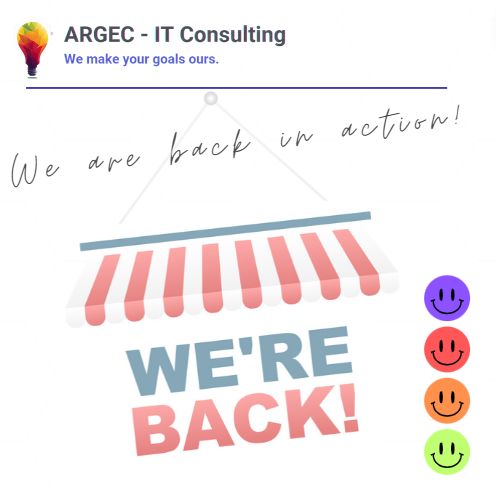 ARGEC - IT Consulting
We make your goals ours.
We are back in action!
WE'RE
BACK!